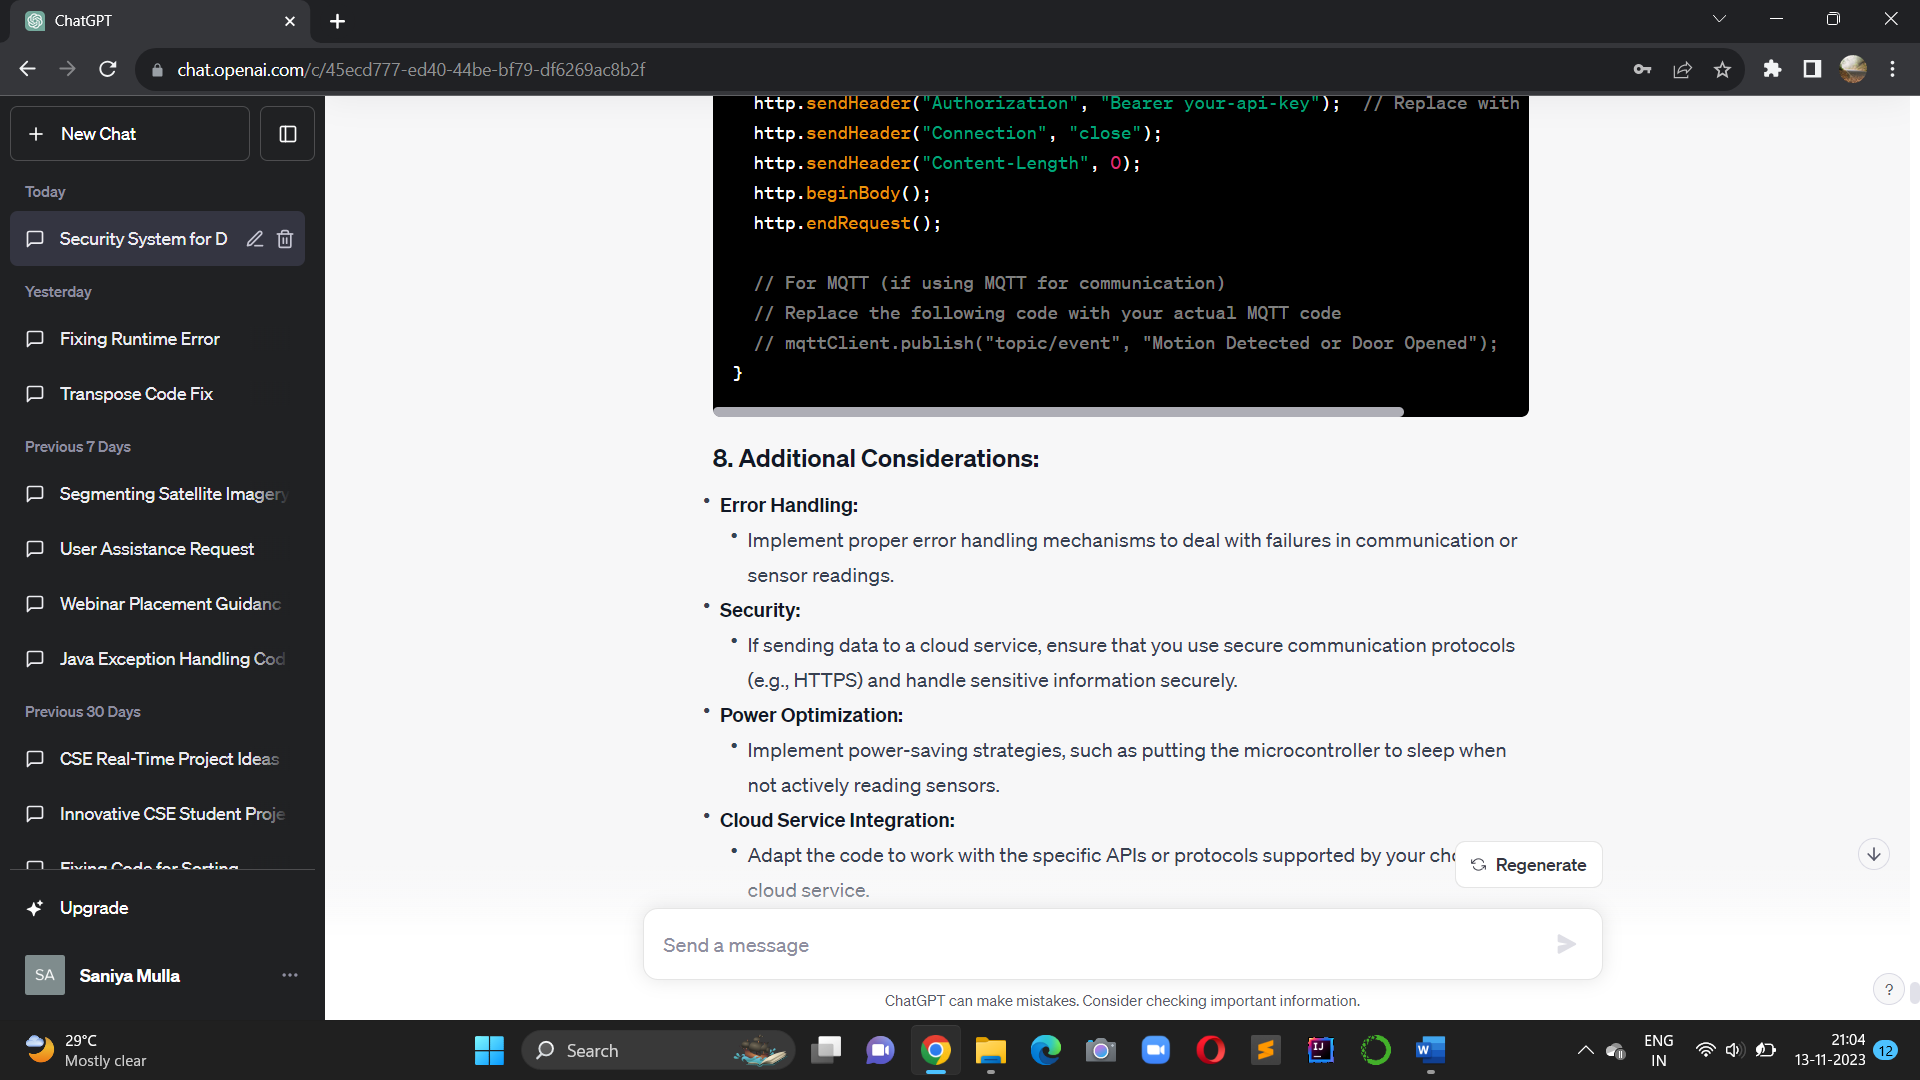 ChatGPT
chat.openai.com/c/45ecd777-ed40-44be-bf79-df6269ac8b2f
New Chat
Today
Security System for D
Yesterday
Fixing Runtime Error
Transpose Code Fix
Previous 7 Days
Segmenting Satellite Imagery
User Assistance Request
Webinar Placement Guidanc
Java Exception Handling Cod
Previous 30 Days
CSE Real-Time Project Ideas
Innovative CSE Student Proje
Fixing Code for Sorting
Upgrade
SA Saniya Mulla
http.sendHeader("Authorization", "Bearer your-api-key");  // Replace with
http.sendHeader("Connection", "close");
http.sendHeader("Content-Length", 0);
http.beginBody();
http.endRequest();
// For MQTT (if using MQTT for communication)
// Replace the following code with your actual MQTT code
// mqttClient.publish("topic/event", "Motion Detected or Door Opened");
}
8. Additional Considerations:
• Error Handling:
• Implement proper error handling mechanisms to deal with failures in communication or
sensor readings.
• Security:
• If sending data to a cloud service, ensure that you use secure communication protocols
(e.g., HTTPS) and handle sensitive information securely.
• Power Optimization:
• Implement power-saving strategies, such as putting the microcontroller to sleep when
not actively reading sensors.
• Cloud Service Integration:
• Adapt the code to work with the specific APIs or protocols supported by your cho
cloud service.
Regenerate
Send a message
ChatGPT can make mistakes. Consider checking important information.
?
29°C
Mostly clear
Search
IJ
W
ENG
IN
21:04
13-11-2023
12